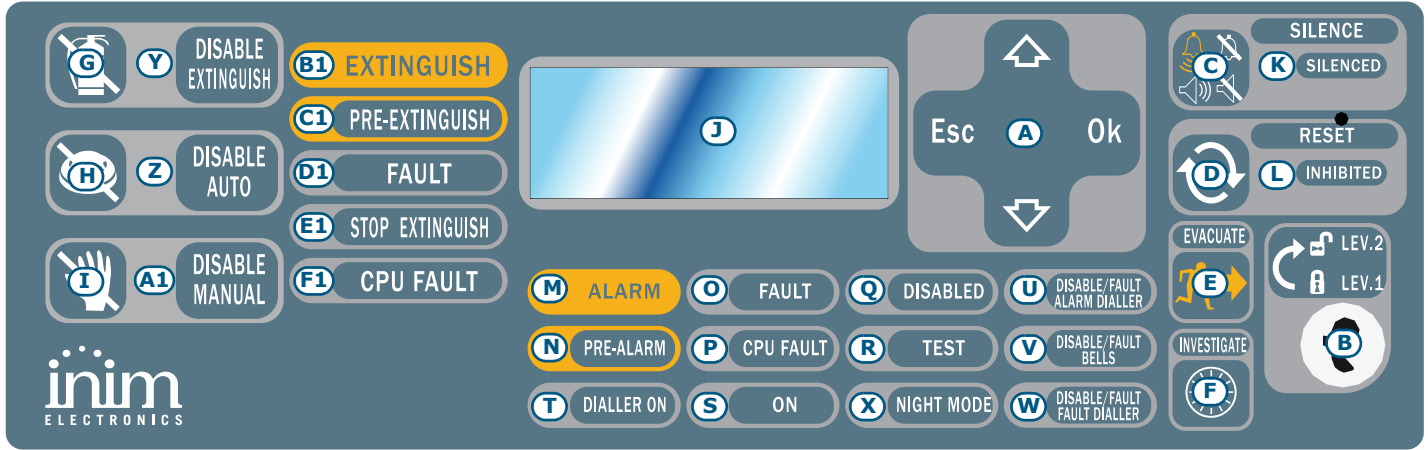 G Y DISABLE
EXTINGUISH
H Z DISABLE
AUTO
I A1 DISABLE
MANUAL
inim
ELECTRONICS
B1 EXTINGUISH
C1 PRE-EXTINGUISH
D1 FAULT
E1 STOP EXTINGUISH
F1 CPU FAULT
J
Esc A Ok
M ALARM
O FAULT
Q DISABLED
U DISABLE/FAULT
ALARM DIALLER
N PRE-ALARM
P CPU FAULT
R TEST
V DISABLE/FAULT
BELLS
T DIALLER ON
S ON
X NIGHT MODE
W DISABLE/FAULT
FAULT DIALLER
SILENCE
C K SILENCED
RESET
D L INHIBITED
EVACUATE
E
INVESTIGATE
F
LEV.2
LEV.1
B